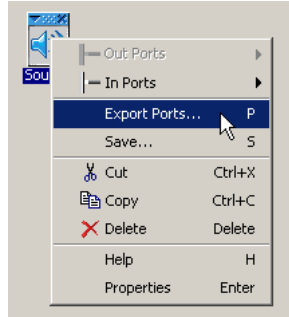 Sou
Out Ports
In Ports
Export Ports... P
Save... S
Cut Ctrl+X
Copy Ctrl+C
Delete Delete
Help H
Properties Enter